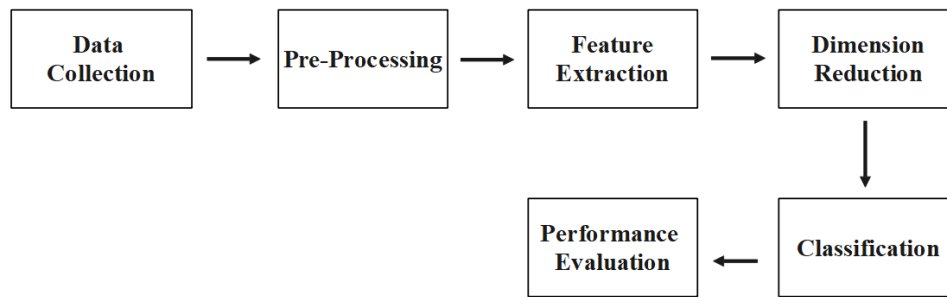 Data
Collection
Pre-Processing
Feature
Extraction
Dimension
Reduction
Classification
Performance
Evaluation